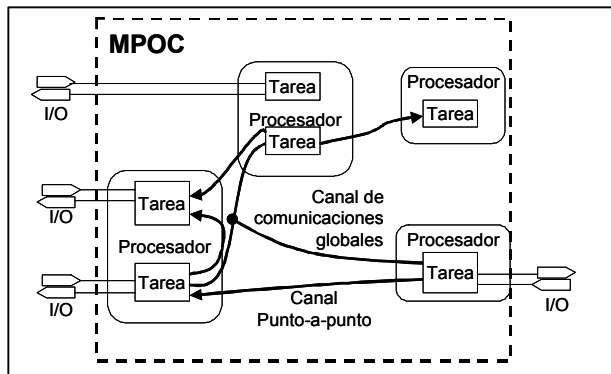 MPOC
Tarea
Procesador
Tarea
Procesador
Tarea
I/O
Tarea
I/O
Procesador
Tarea
I/O
Canal de
comunicaciones
globales
Procesador
Tarea
I/O
Canal
Punto-a-punto